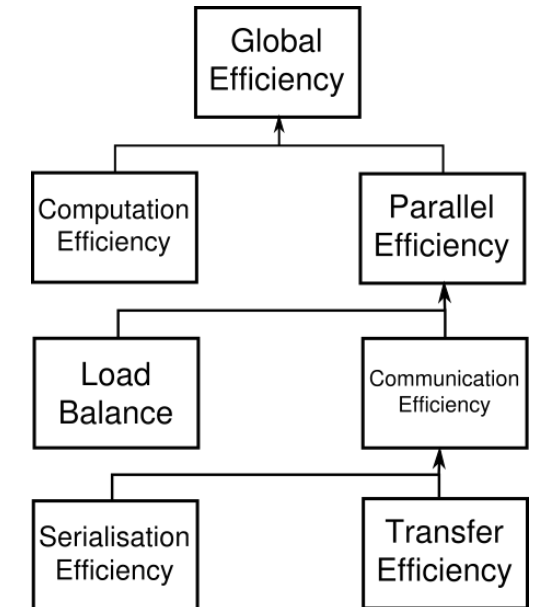 Global
Efficiency
Computation
Efficiency
Parallel
Efficiency
Load
Balance
Communication
Efficiency
Serialisation
Efficiency
Transfer
Efficiency